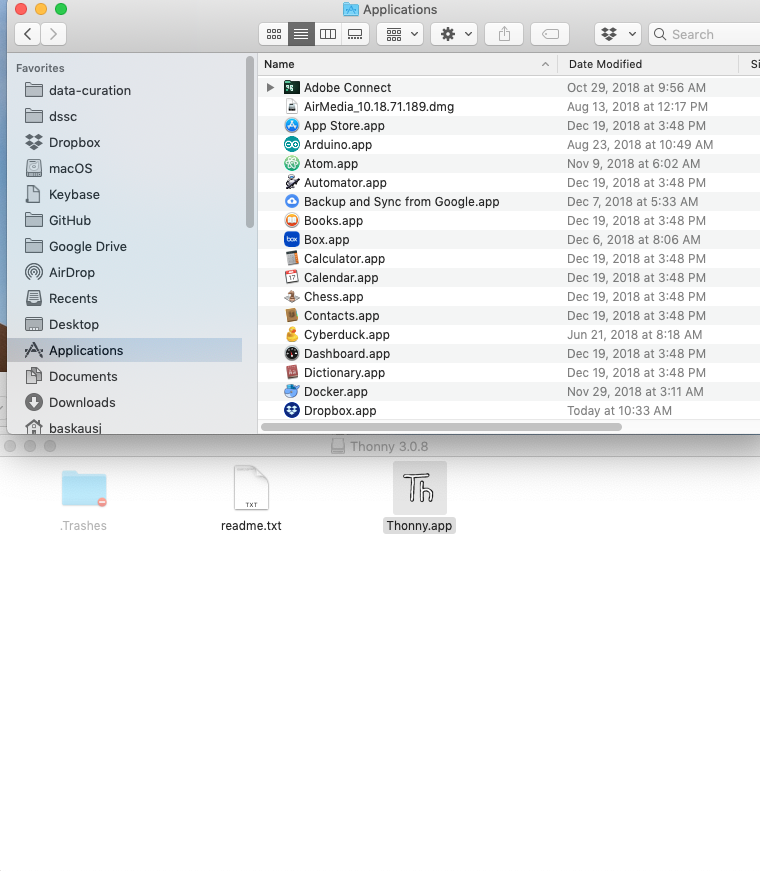 Applications
Search
Favorites
data-curation
dssc
Dropbox
macOS
Keybase
GitHub
Google Drive
AirDrop
Recents
Desktop
Applications
Documents
Downloads
baskausj
Name Date Modified Si
Adobe Connect Oct 29, 2018 at 9:56 AM
AirMedia_10.18.71.189.dmg Aug 13, 2018 at 12:17 PM
App Store.app Dec 19, 2018 at 3:48 PM
Arduino.app Aug 23, 2018 at 10:49 AM
Atom.app Nov 9, 2018 at 6:02 AM
Automator.app Dec 19, 2018 at 3:48 PM
Backup and Sync from Google.app Dec 7, 2018 at 5:33 AM
Books.app Dec 19, 2018 at 3:48 PM
box Box.app Dec 6, 2018 at 8:06 AM
Calculator.app Dec 19, 2018 at 3:48 PM
17 Calendar.app Dec 19, 2018 at 3:48 PM
Chess.app Dec 19, 2018 at 3:48 PM
Contacts.app Dec 19, 2018 at 3:48 PM
Cyberduck.app Jun 21, 2018 at 8:18 AM
Dashboard.app Dec 19, 2018 at 3:48 PM
Dictionary.app Dec 19, 2018 at 3:48 PM
Docker.app Nov 29, 2018 at 3:11 AM
Dropbox.app Today at 10:33 AM
Thonny 3.0.8
TXT
Th
.Trashes
readme.txt
Thonny.app